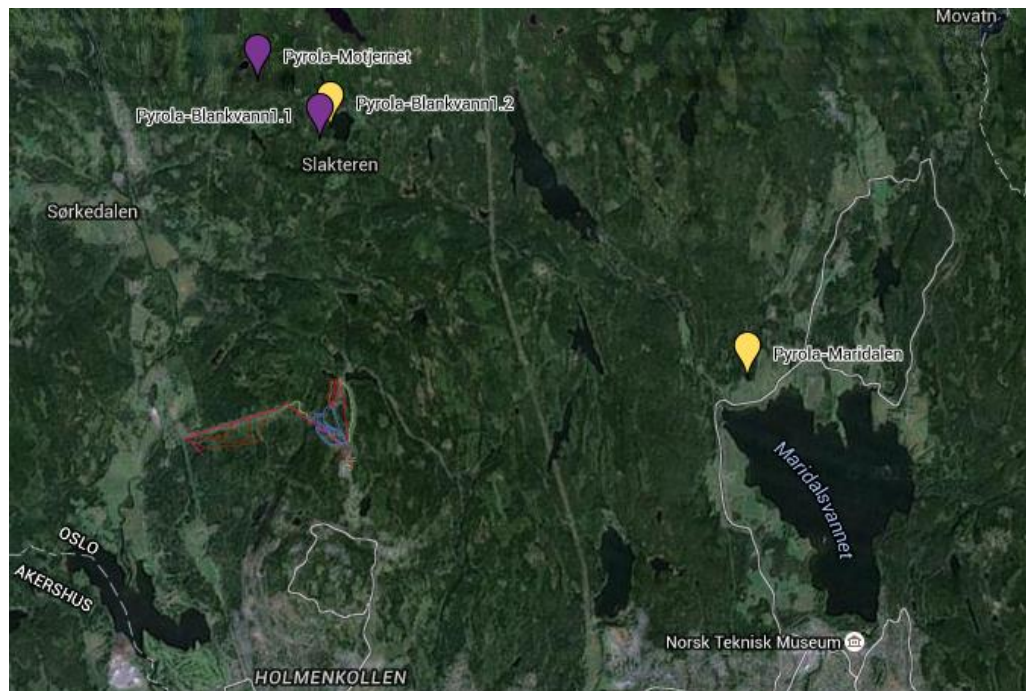 Movatn
Pyrola-Motjernet
Pyrola-Blankvann1.2
Pyrola-Blankvann1.1
Slakteren
Sørkedalen
Pyrola-Maridalen
Maridalsvannet
OSLO
AKERSHUS
Norsk Teknisk Museum
HOLMENKOLLEN